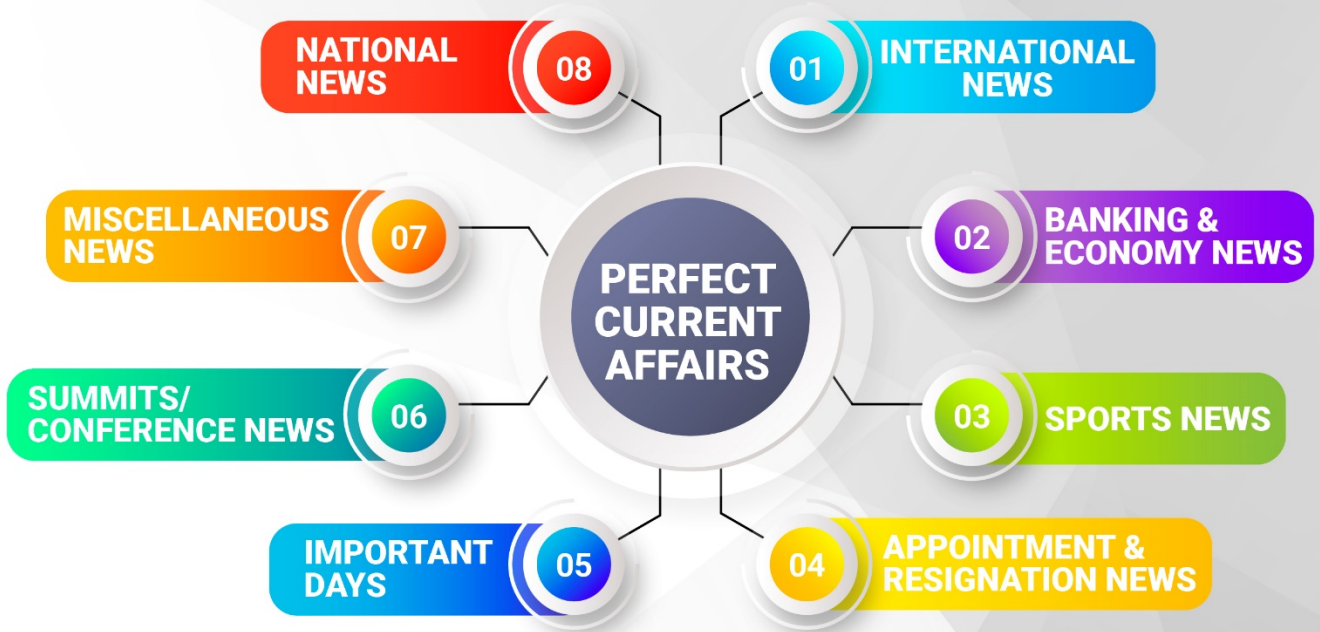 PERFECT
CURRENT
AFFAIRS
01
INTERNATIONAL
NEWS
02
BANKING &
ECONOMY NEWS
03
SPORTS NEWS
04
APPOINTMENT &
RESIGNATION NEWS
05
IMPORTANT
DAYS
06
SUMMITS/
CONFERENCE NEWS
07
MISCELLANEOUS
NEWS
08
NATIONAL
NEWS